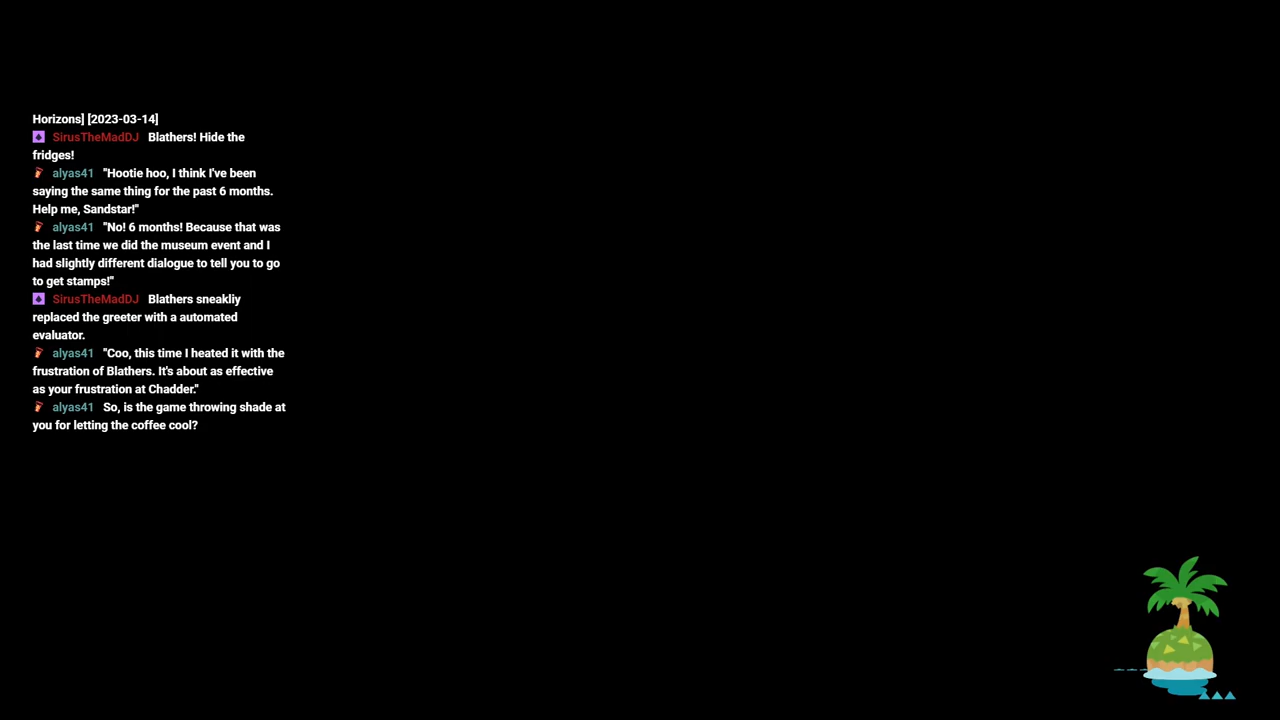 Horizons] [2023-03-14]
SirusTheMadDJ Blathers! Hide the
fridges!
alyas41 "Hootie hoo, I think I've been
saying the same thing for the past 6 months.
Help me, Sandstar!"
alyas41 "No! 6 months! Because that was
the last time we did the museum event and I
had slightly different dialogue to tell you to go
to get stamps!"
SirusTheMadDJ Blathers sneakliy
replaced the greeter with a automated
evaluator.
alyas41 "Coo, this time I heated it with the
frustration of Blathers. It's about as effective
as your frustration at Chadder."
alyas41 So, is the game throwing shade at
you for letting the coffee cool?